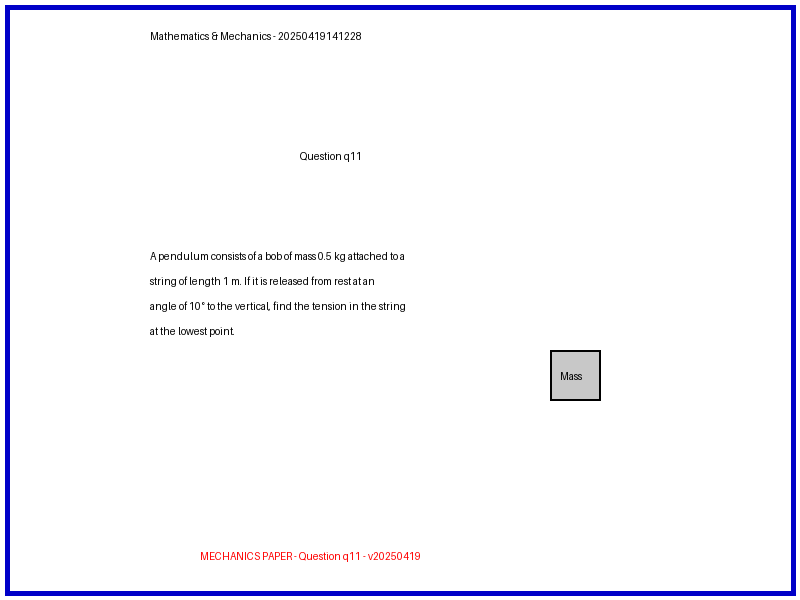 Mathematics & Mechanics - 20250419141228
Question q11
A pendulum consists of a bob of mass 0.5 kg attached to a
string of length 1 m. If it is released from rest at an
angle of 10° to the vertical, find the tension in the string
at the lowest point.
Mass
MECHANICS PAPER - Question q11 - v20250419